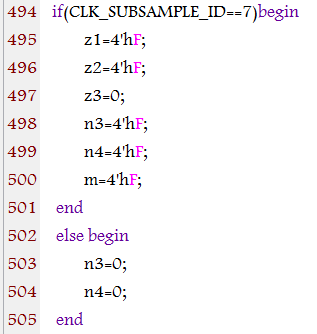 494 if(CLK_SUBSAMPLE_ID==7)begin
495 z1=4'hF;
496 z2=4'hF;
497 z3=0;
498 n3=4'hF;
499 n4=4'hF;
500 m=4'hF;
501 end
502 else begin
503 n3=0;
504 n4=0;
505 end